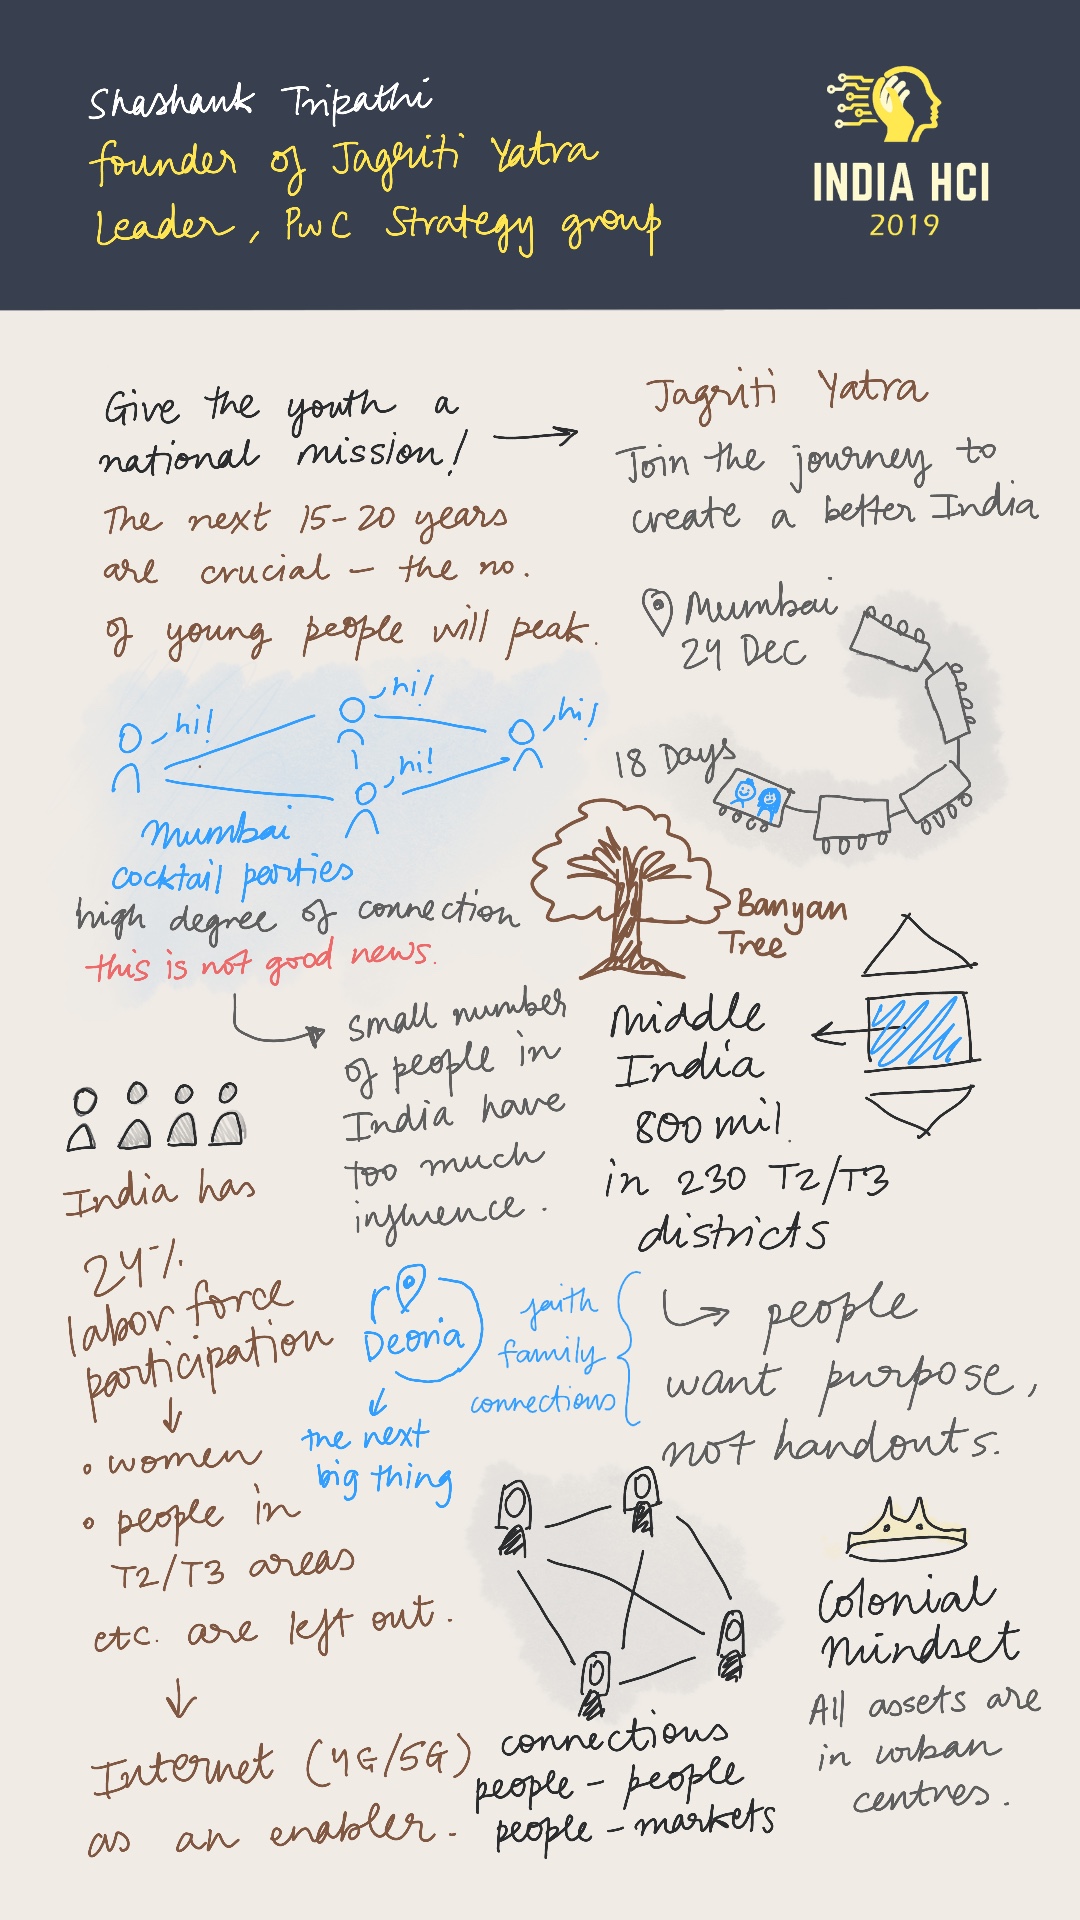 Shashank Tripathi
founder of Jagriti Yatra
Leader, PwC Strategy group
INDIA HCI
2019
Give the youth a
national mission!
The next 15-20 years
are crucial - the no.
of young people will peak.
Jagriti Yatra
Join the journey to
create a better India
Mumbai
24 DEC
18 Days
hi!
hi!
hi!
hi!
Mumbai
cocktail parties
high degree of connection
this is not good news.
small number
of people in
India have
too much
influence.
Banyan
Tree
Middle
India
800 mil.
in 230 T2/T3
districts
people
want purpose,
not handouts.
India has
24%
labor force
participation
women
people in
T2/T3 areas
etc. are left out.
Internet (4G/5G)
as an enabler.
Deoria
the next
big thing
faith
family
connections
connections
people - people
people - markets
Colonial
Mindset
All assets are
in urban
centres.